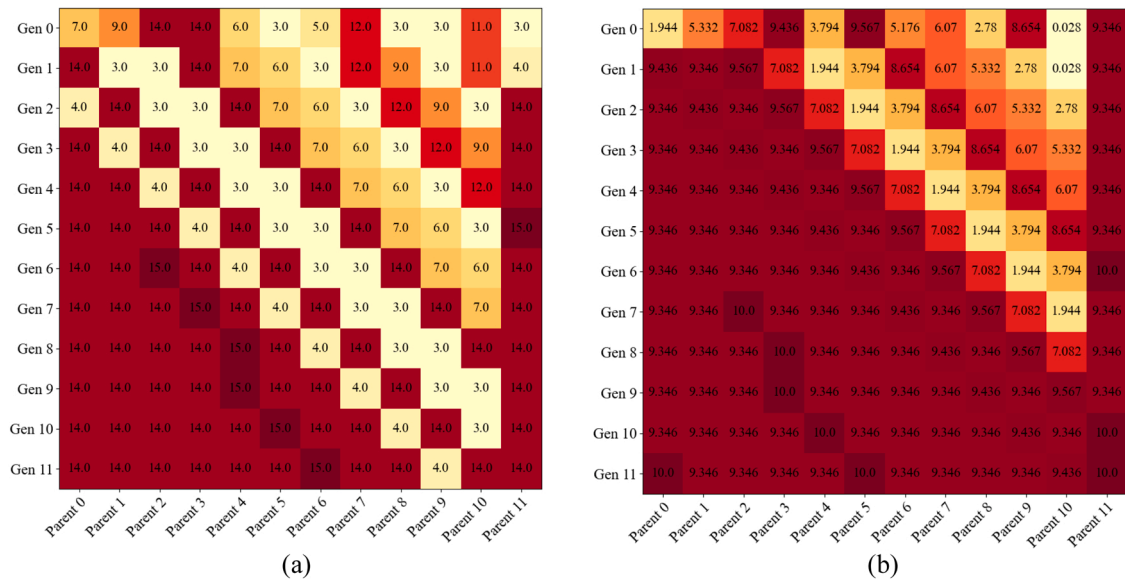 Gen 0 7.0 9.0 14.0 14.0 6.0 3.0 5.0 12.0 3.0 3.0 11.0 3.0
Gen 1 14.0 3.0 3.0 14.0 7.0 6.0 3.0 12.0 9.0 3.0 11.0 4.0
Gen 2 4.0 14.0 3.0 3.0 14.0 7.0 6.0 3.0 12.0 9.0 3.0 14.0
Gen 3 14.0 4.0 14.0 3.0 3.0 14.0 7.0 6.0 3.0 12.0 9.0 14.0
Gen 4 14.0 14.0 4.0 14.0 3.0 3.0 14.0 7.0 6.0 3.0 12.0 14.0
Gen 5 14.0 14.0 14.0 4.0 14.0 3.0 3.0 14.0 7.0 6.0 3.0 15.0
Gen 6 14.0 14.0 15.0 14.0 4.0 14.0 3.0 3.0 14.0 7.0 6.0 14.0
Gen 7 14.0 14.0 14.0 15.0 14.0 4.0 14.0 3.0 3.0 14.0 7.0 14.0
Gen 8 14.0 14.0 14.0 14.0 15.0 14.0 4.0 14.0 3.0 3.0 14.0 14.0
Gen 9 14.0 14.0 14.0 14.0 15.0 14.0 14.0 4.0 14.0 3.0 3.0 14.0
Gen 10 14.0 14.0 14.0 14.0 14.0 15.0 14.0 14.0 4.0 14.0 3.0 14.0
Gen 11 14.0 14.0 14.0 14.0 14.0 14.0 15.0 14.0 14.0 4.0 14.0 14.0
Parent 0 Parent 1 Parent 2 Parent 3 Parent 4 Parent 5 Parent 6 Parent 7 Parent 8 Parent 9 Parent 10 Parent 11
(a)
Gen 0 1.944 5.332 7.082 9.436 3.794 9.567 5.176 6.07 2.78 8.654 0.028 9.346
Gen 1 9.436 9.346 9.567 7.082 1.944 3.794 8.654 6.07 5.332 2.78 0.028 9.346
Gen 2 9.346 9.436 9.346 9.567 7.082 1.944 3.794 8.654 6.07 5.332 2.78 9.346
Gen 3 9.346 9.346 9.436 9.346 9.567 7.082 1.944 3.794 8.654 6.07 5.332 9.346
Gen 4 9.346 9.346 9.346 9.436 9.346 9.567 7.082 1.944 3.794 8.654 6.07 9.346
Gen 5 9.346 9.346 9.346 9.346 9.436 9.346 9.567 7.082 1.944 3.794 8.654 9.346
Gen 6 9.346 9.346 9.346 9.346 9.346 9.436 9.346 9.567 7.082 1.944 3.794 10.0
Gen 7 9.346 9.346 10.0 9.346 9.346 9.346 9.436 9.346 9.567 7.082 1.944 9.346
Gen 8 9.346 9.346 9.346 10.0 9.346 9.346 9.346 9.436 9.346 9.567 7.082 9.346
Gen 9 9.346 9.346 9.346 10.0 9.346 9.346 9.346 9.346 9.436 9.346 9.567 9.346
Gen 10 9.346 9.346 9.346 9.346 10.0 9.346 9.346 9.346 9.346 9.436 9.346 10.0
Gen 11 10.0 9.346 9.346 9.346 9.346 10.0 9.346 9.346 9.346 9.346 9.436 10.0
Parent 0 Parent 1 Parent 2 Parent 3 Parent 4 Parent 5 Parent 6 Parent 7 Parent 8 Parent 9 Parent 10 Parent 11
(b)